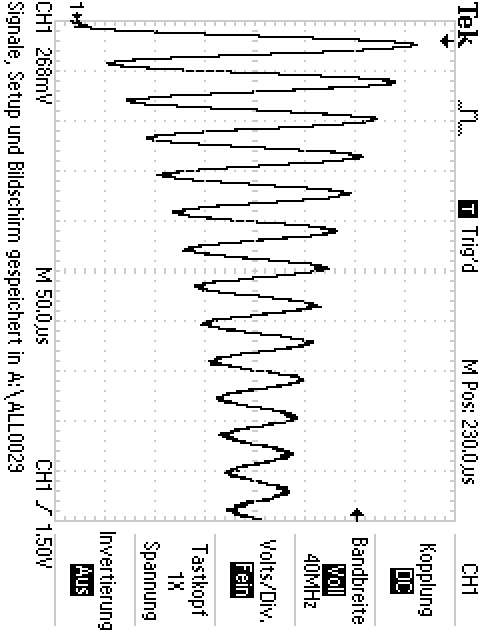 Tek
T Trig'd
M Pos: 230.0µs
CH1
Kopplung
DC
Bandbreite
Voll
40MHz
Volts/Div.
Fein
Tastkopf
1X
Spannung
Invertierung
Aus
1
CH1 268mV
M 50.0µs
CH1 / 1.50V
Signale, Setup und Bildschirm gespeichert in A:\ALL0029